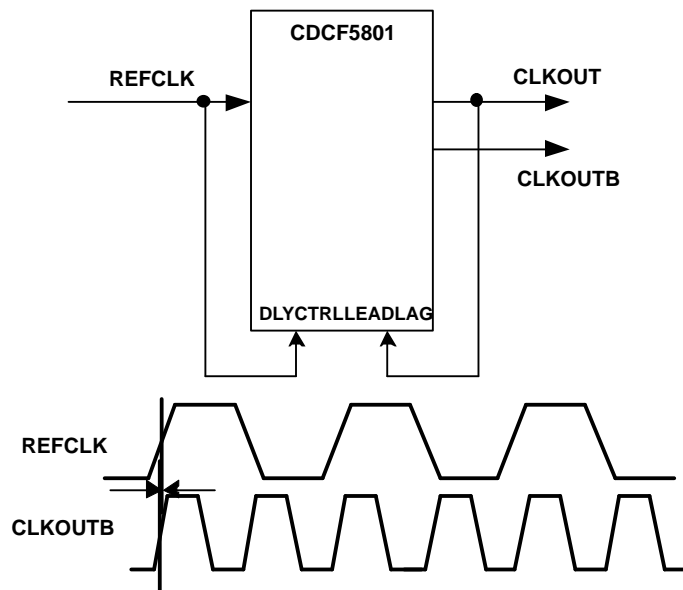 CDCF5801
REFCLK
CLKOUT
CLKOUTB
DLYCTRLLEADLAG
REFCLK
CLKOUTB